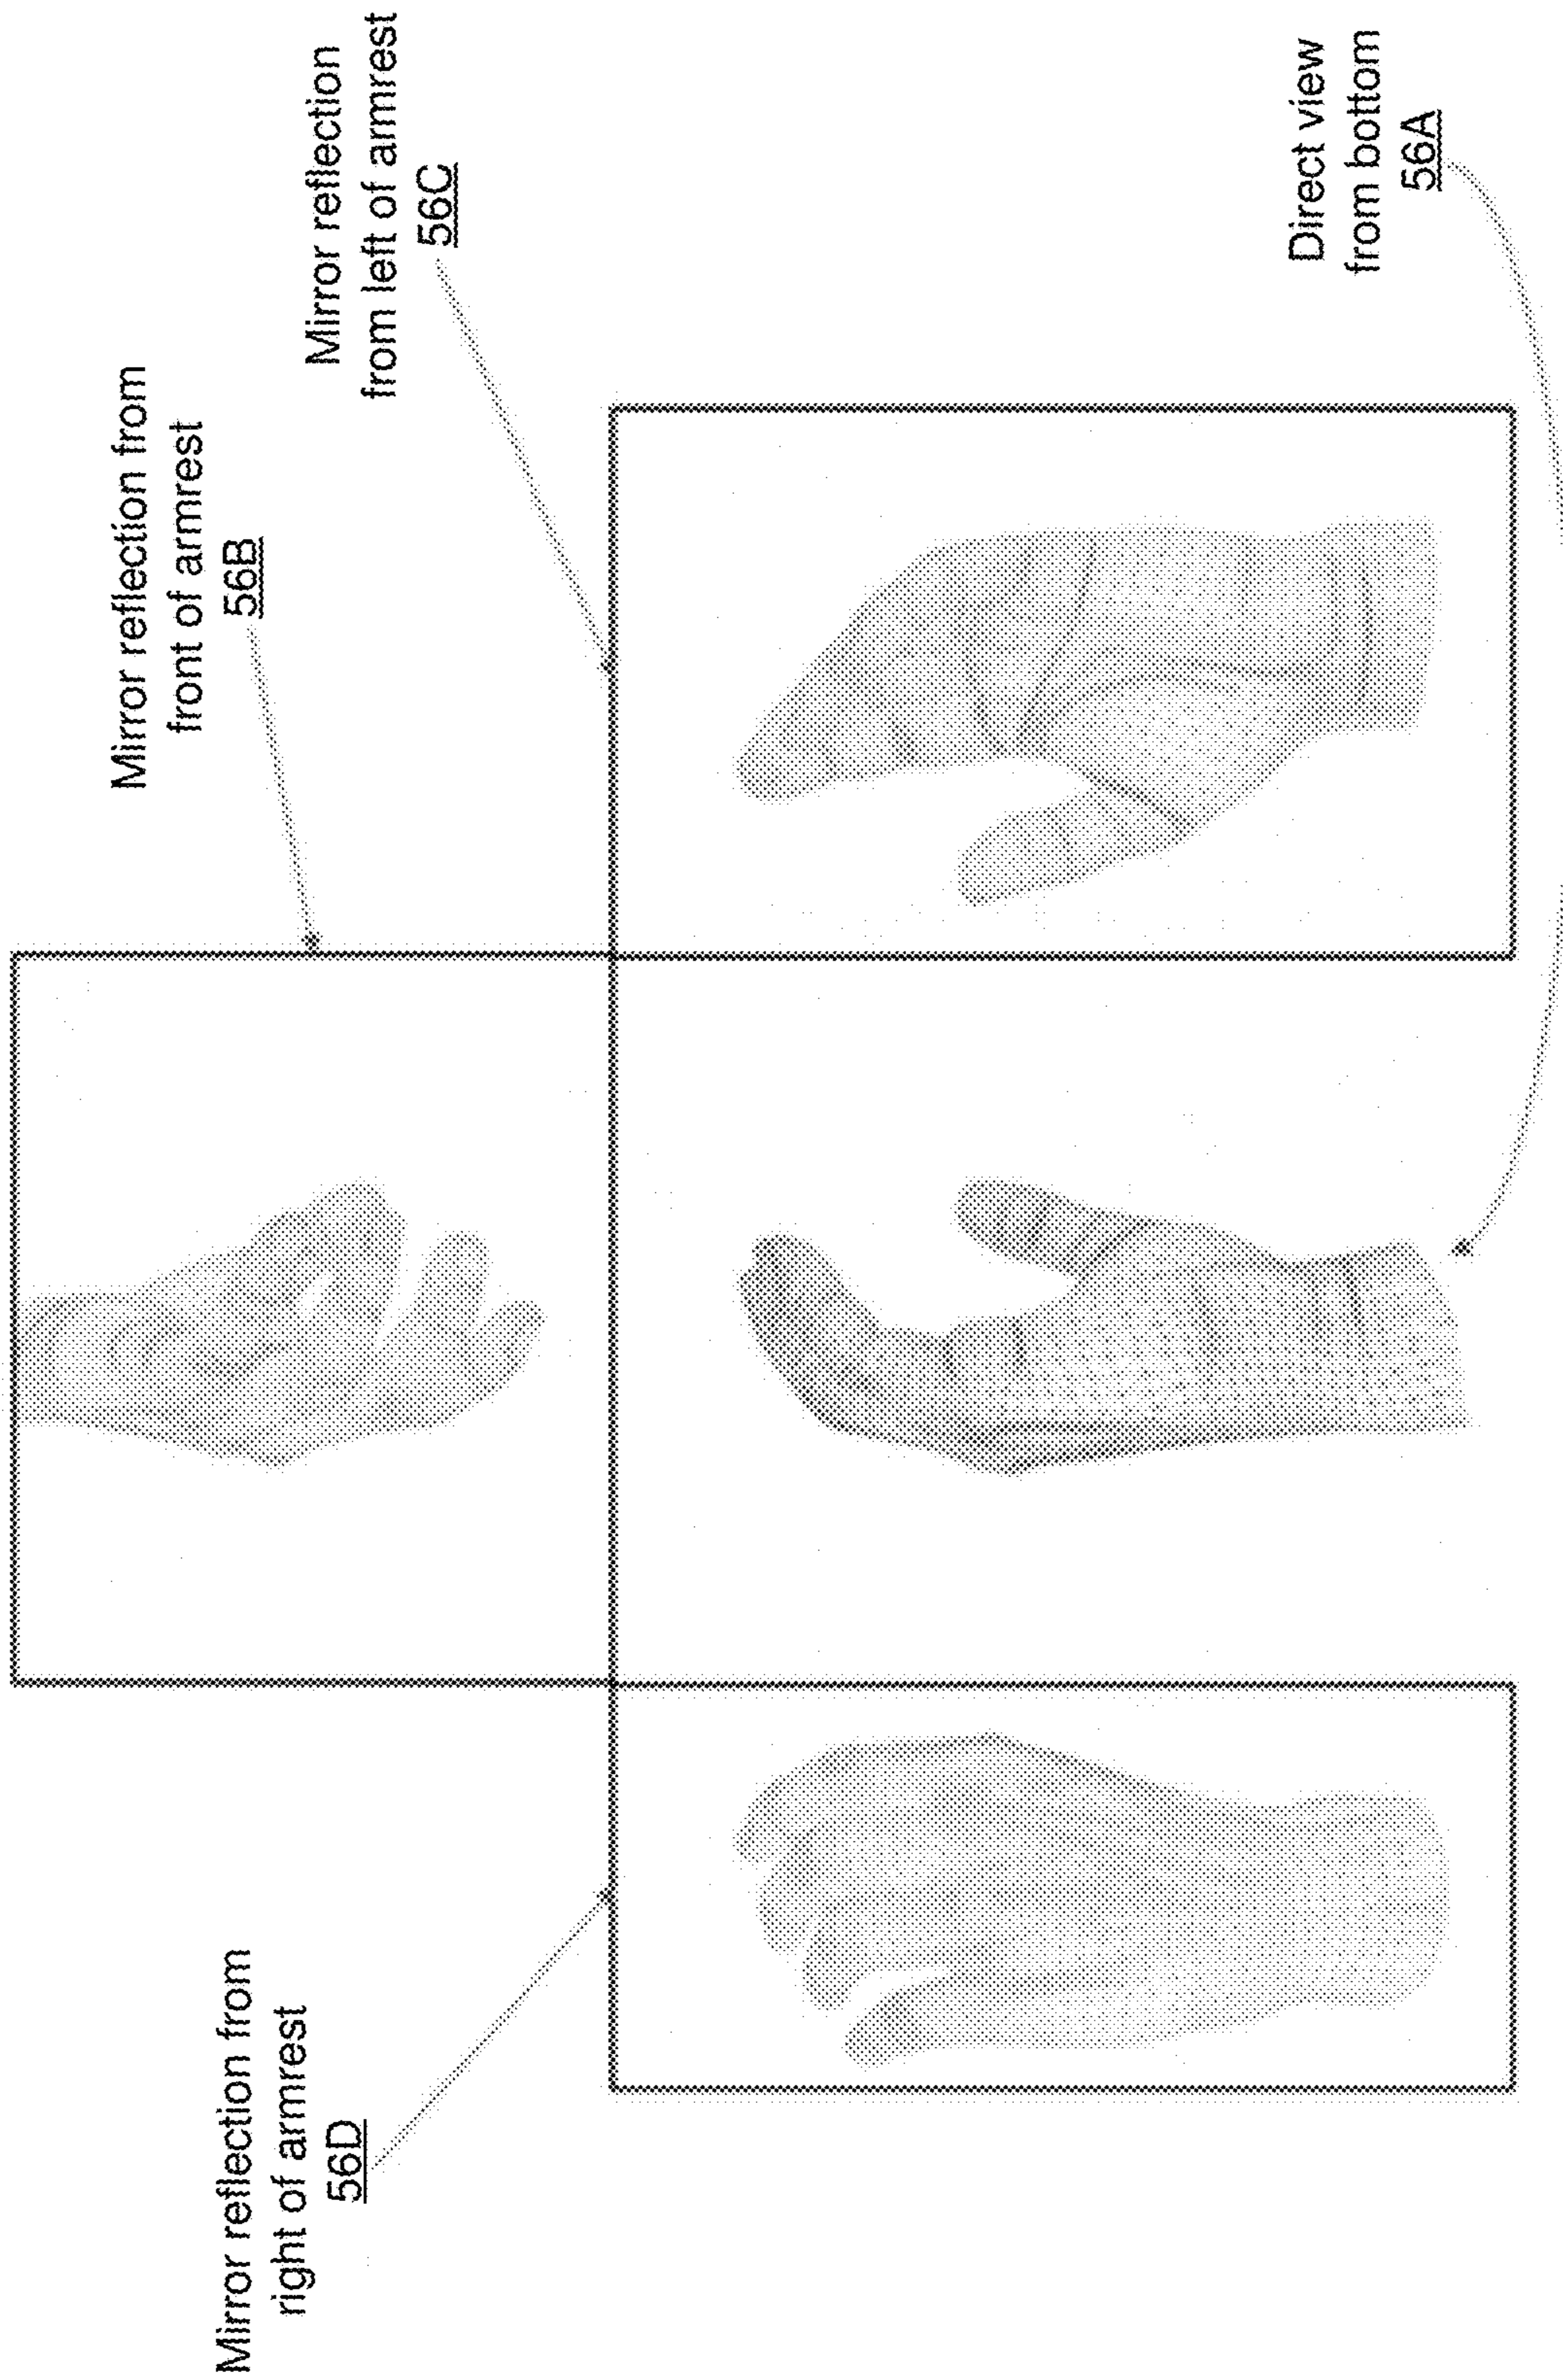 Mirror reflection from
right of armrest
56D
Mirror reflection from
front of armrest
56B
Mirror reflection
from left of armrest
56C
Direct view
from bottom
56A